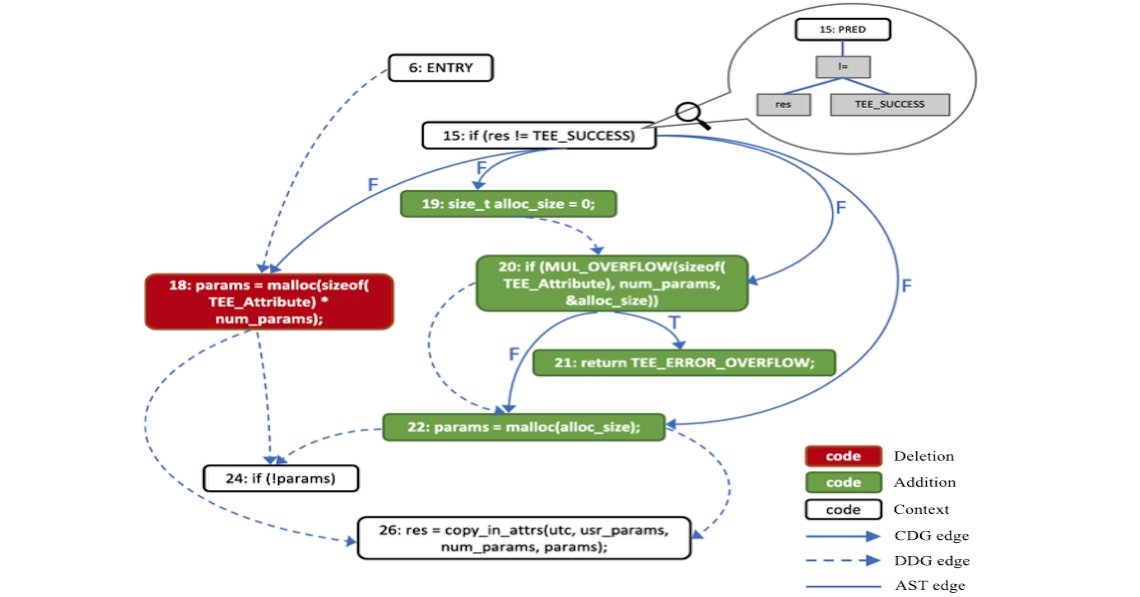 15: PRED
!=
res
TEE_SUCCESS
6: ENTRY
15: if (res != TEE_SUCCESS)
F
F
F
F
19: size_t alloc_size = 0;
20: if (MUL_OVERFLOW(sizeof(
TEE_Attribute), num_params,
&alloc_size))
18: params = malloc(sizeof(
TEE_Attribute) *
num_params);
T
F
21: return TEE_ERROR_OVERFLOW;
22: params = malloc(alloc_size);
24: if (!params)
26: res = copy_in_attrs(utc, usr_params,
num_params, params);
code Deletion
code Addition
code Context
CDG edge
DDG edge
AST edge